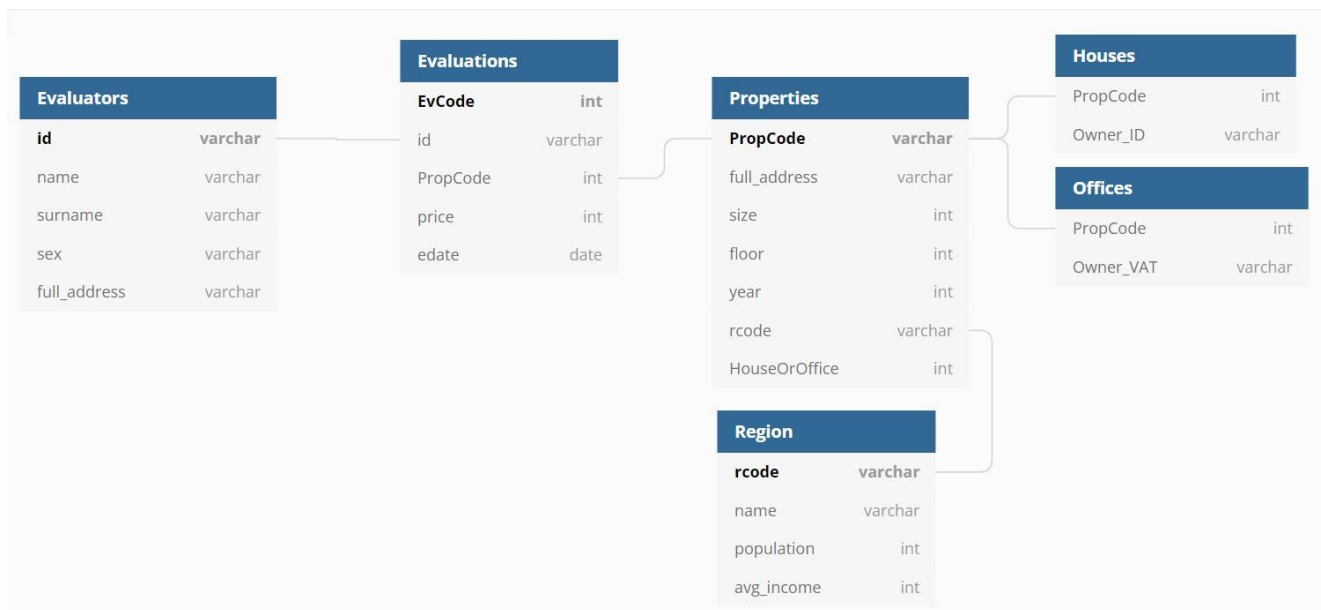 Evaluators
id varchar
name varchar
surname varchar
sex varchar
full_address varchar
Evaluations
EvCode int
id varchar
PropCode int
price int
edate date
Properties
PropCode varchar
full_address varchar
size int
floor int
year int
rcode varchar
HouseOrOffice int
Region
rcode varchar
name varchar
population int
avg_income int
Houses
PropCode int
Owner_ID varchar
Offices
PropCode int
Owner_VAT varchar